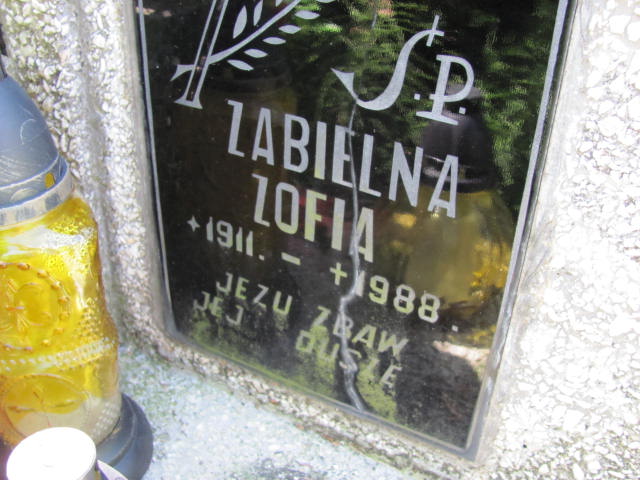 Ś.P.
ZABIELNA
ZOFIA
*1911. – +1988.
JEZU ZBAW
JEJ DUSZE